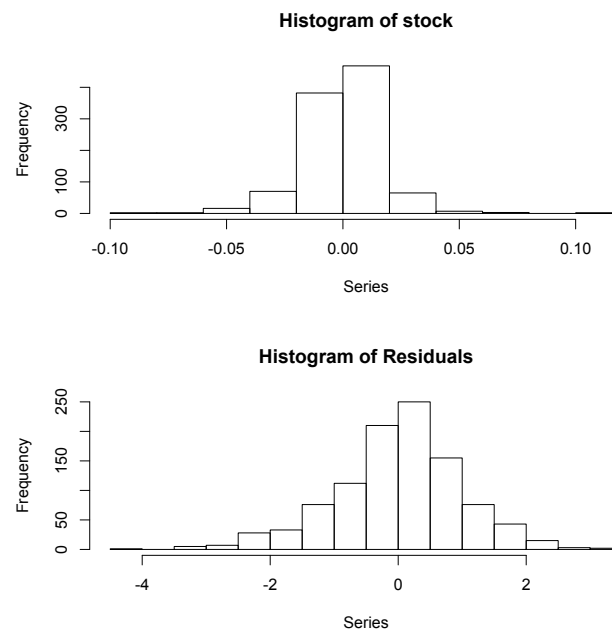 Histogram of stock
Frequency
300
100
0
-0.10 -0.05 0.00 0.05 0.10
Series
Histogram of Residuals
Frequency
250
150
50
0
-4 -2 0 2
Series